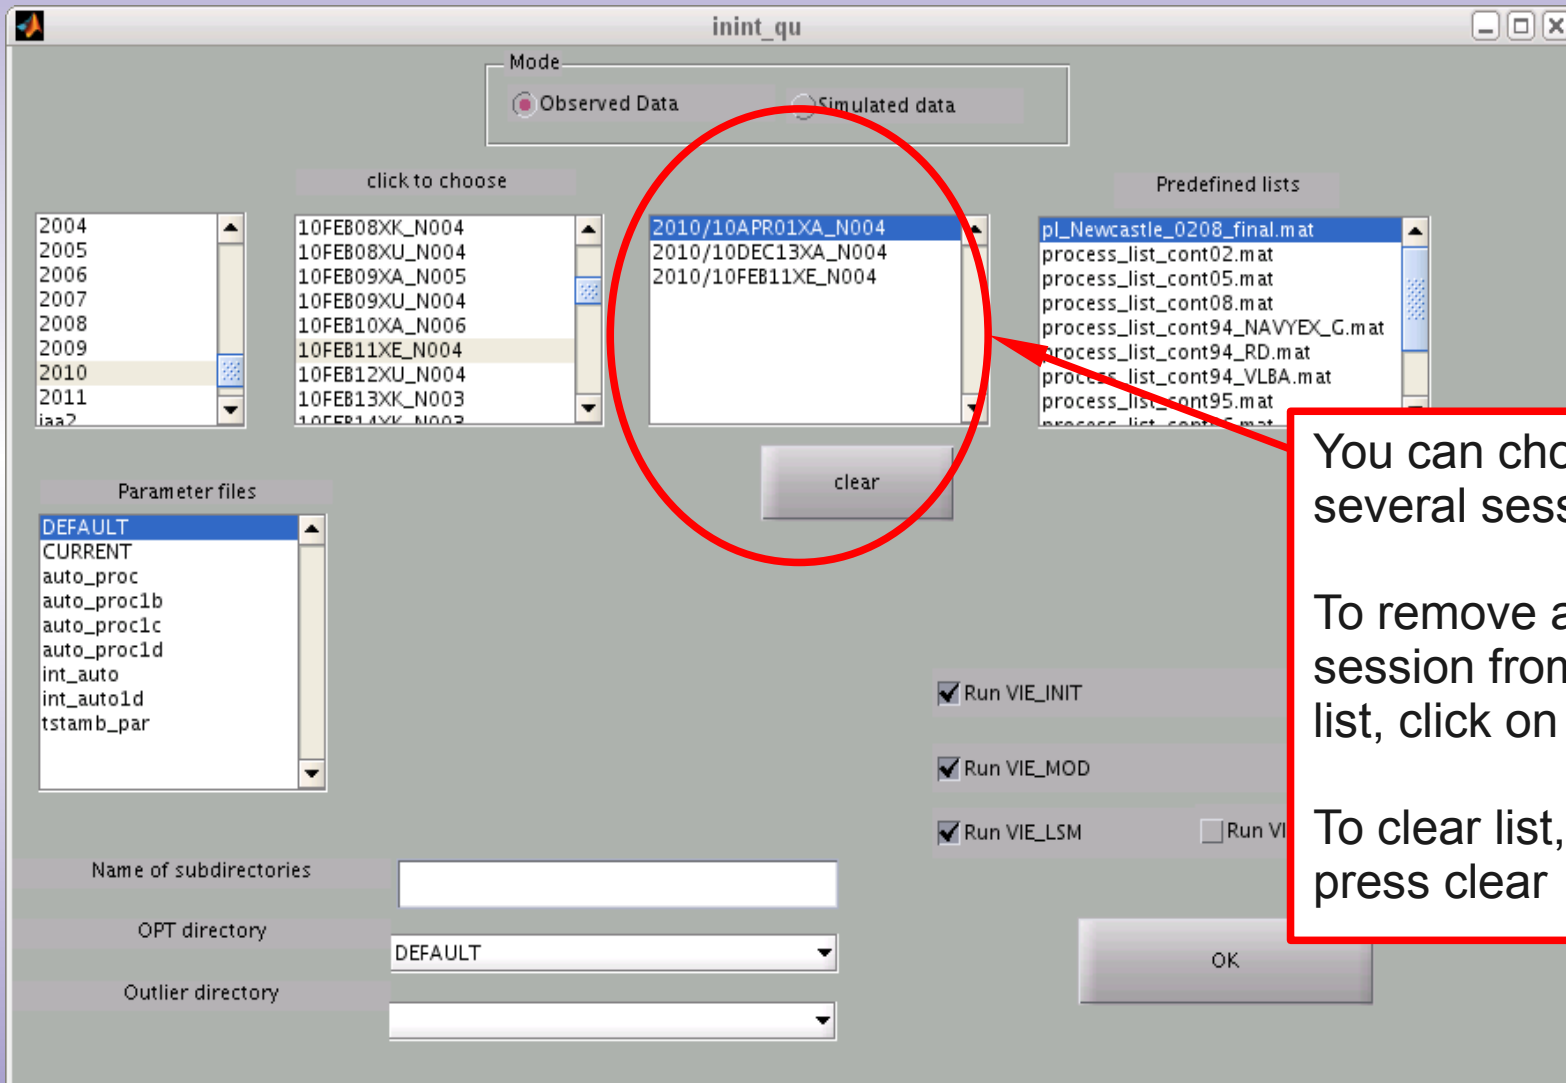 inint_qu
Mode
Observed Data
Simulated data
click to choose
Predefined lists
2004
2005
2006
2007
2008
2009
2010
2011
10FEB08XK_N004
10FEB08XU_N004
10FEB09XA_N005
10FEB09XU_N004
10FEB10XA_N006
10FEB11XE_N004
10FEB12XU_N004
10FEB13XK_N003
10FEB14XK_N003
2010/10APR01XA_N004
2010/10DEC13XA_N004
2010/10FEB11XE_N004
pl_Newcastle_0208_final.mat
process_list_cont02.mat
process_list_cont05.mat
process_list_cont08.mat
process_list_cont94_NAVYEX_G.mat
process_list_cont94_RD.mat
process_list_cont94_VLBA.mat
process_list_cont95.mat
clear
Parameter files
DEFAULT
CURRENT
auto_proc
auto_proc1b
auto_proc1c
auto_proc1d
int_auto
int_auto1d
tstamb_par
You can cho
several sess
To remove a
session from
list, click on
To clear list,
press clear
Run VIE_INIT
Run VIE_MOD
Run VIE_LSM
Run VI
Name of subdirectories
OPT directory
DEFAULT
Outlier directory
OK